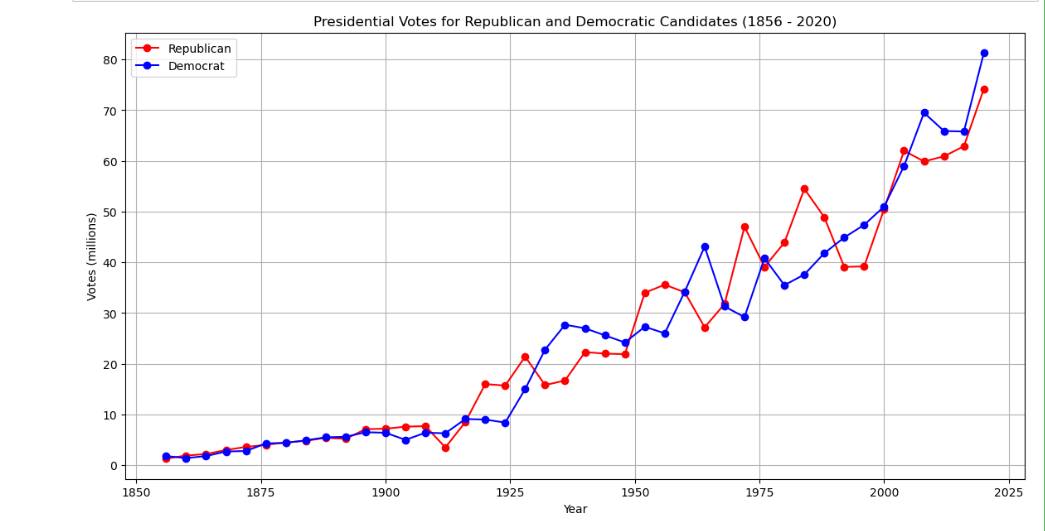 Presidential Votes for Republican and Democratic Candidates (1856 - 2020)
Republican
Democrat
80
70
60
50
40
30
20
10
0
Votes (millions)
1850 1875 1900 1925 1950 1975 2000 2025
Year